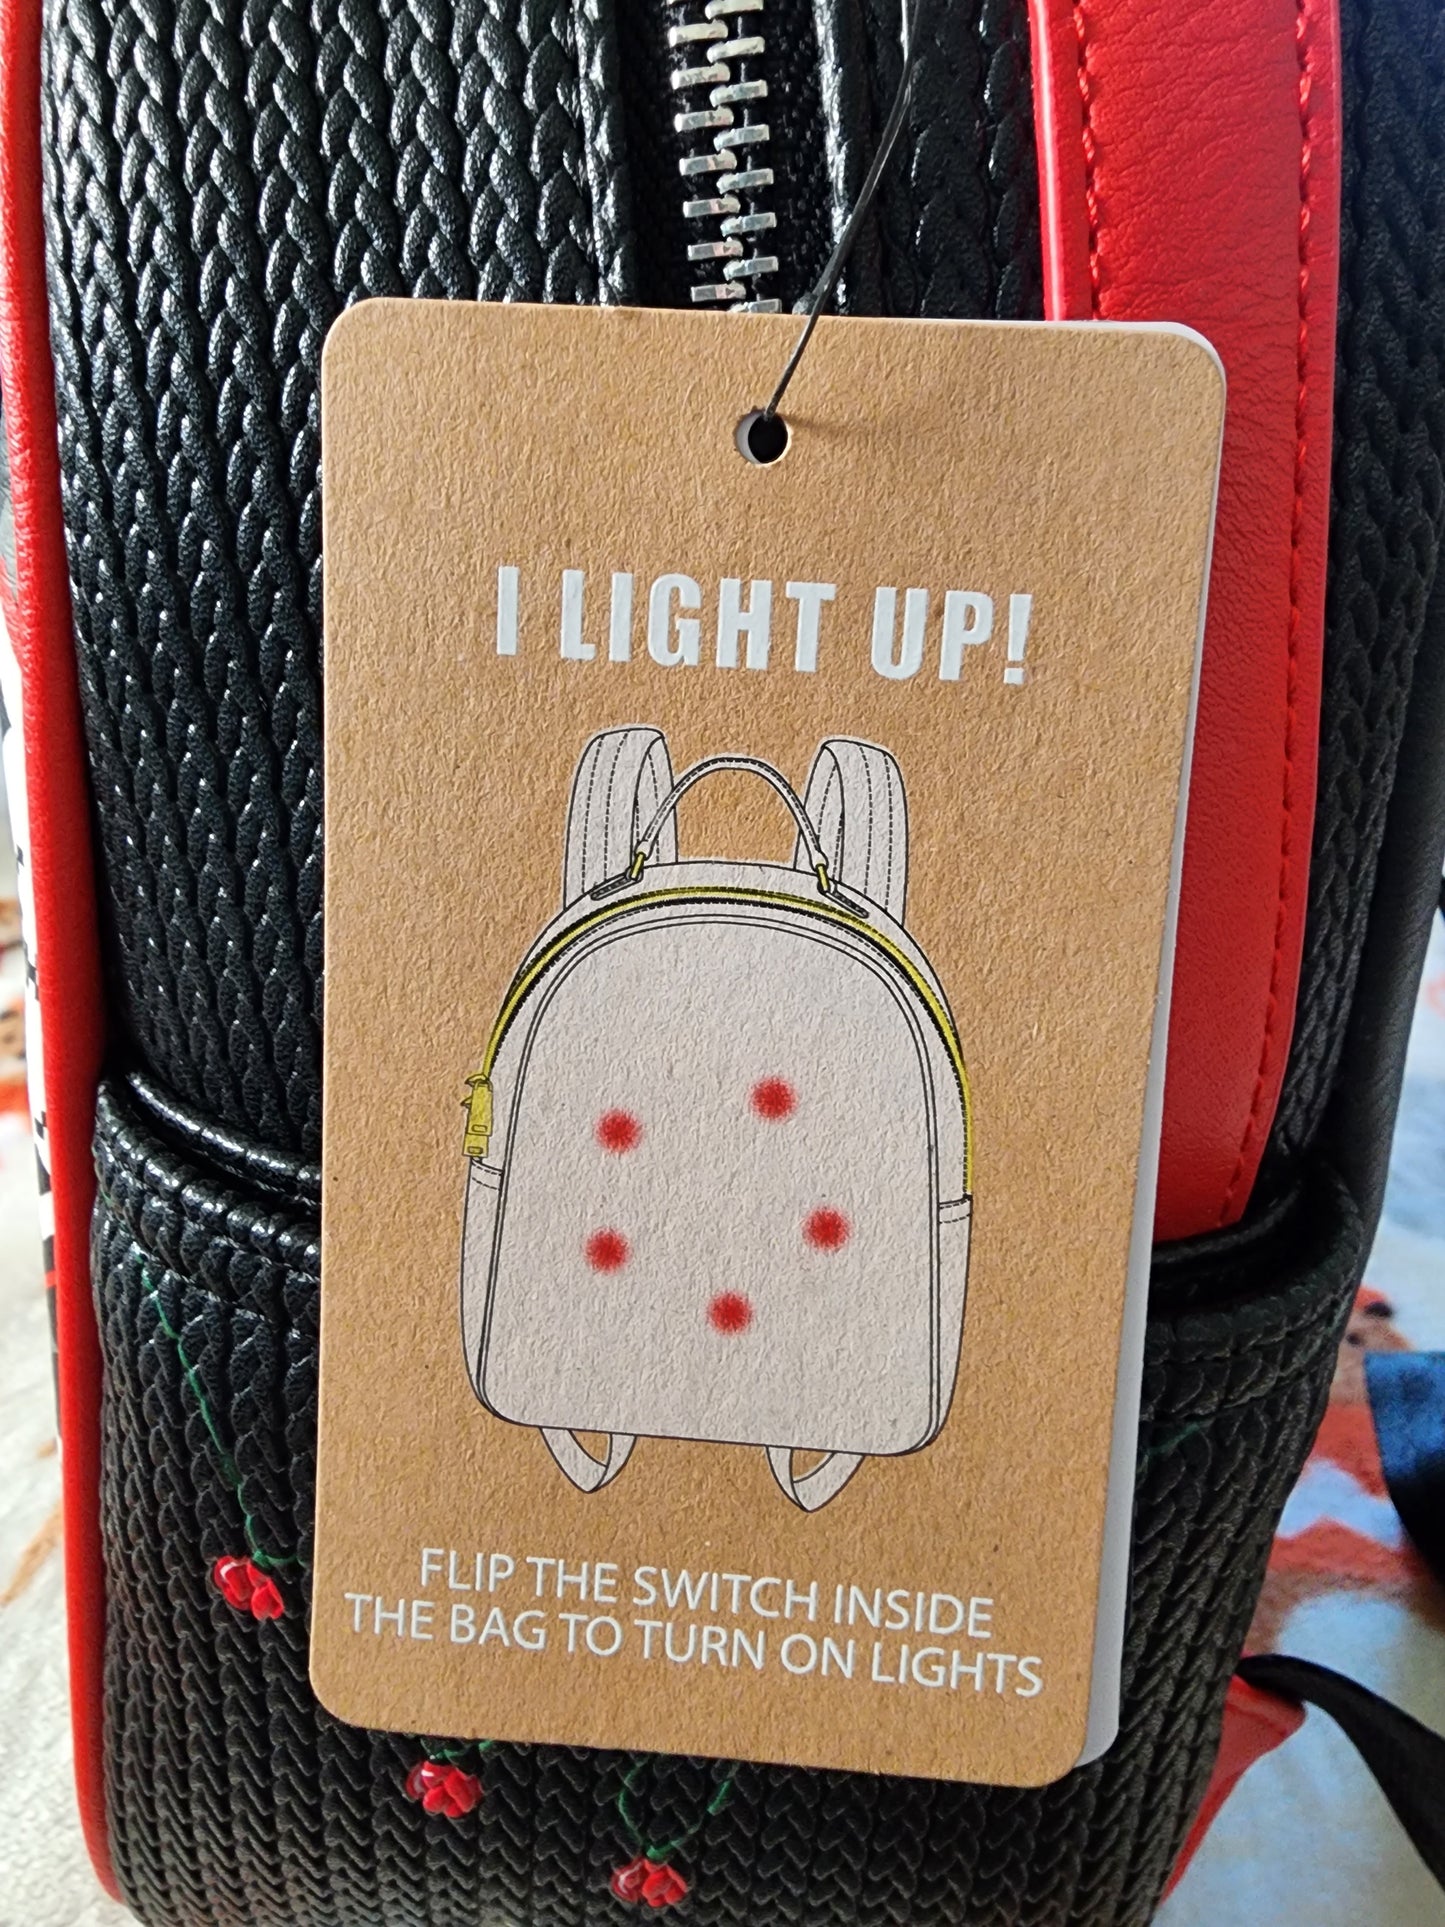 I LIGHT UP!
FLIP THE SWITCH INSIDE
THE BAG TO TURN ON LIGHTS